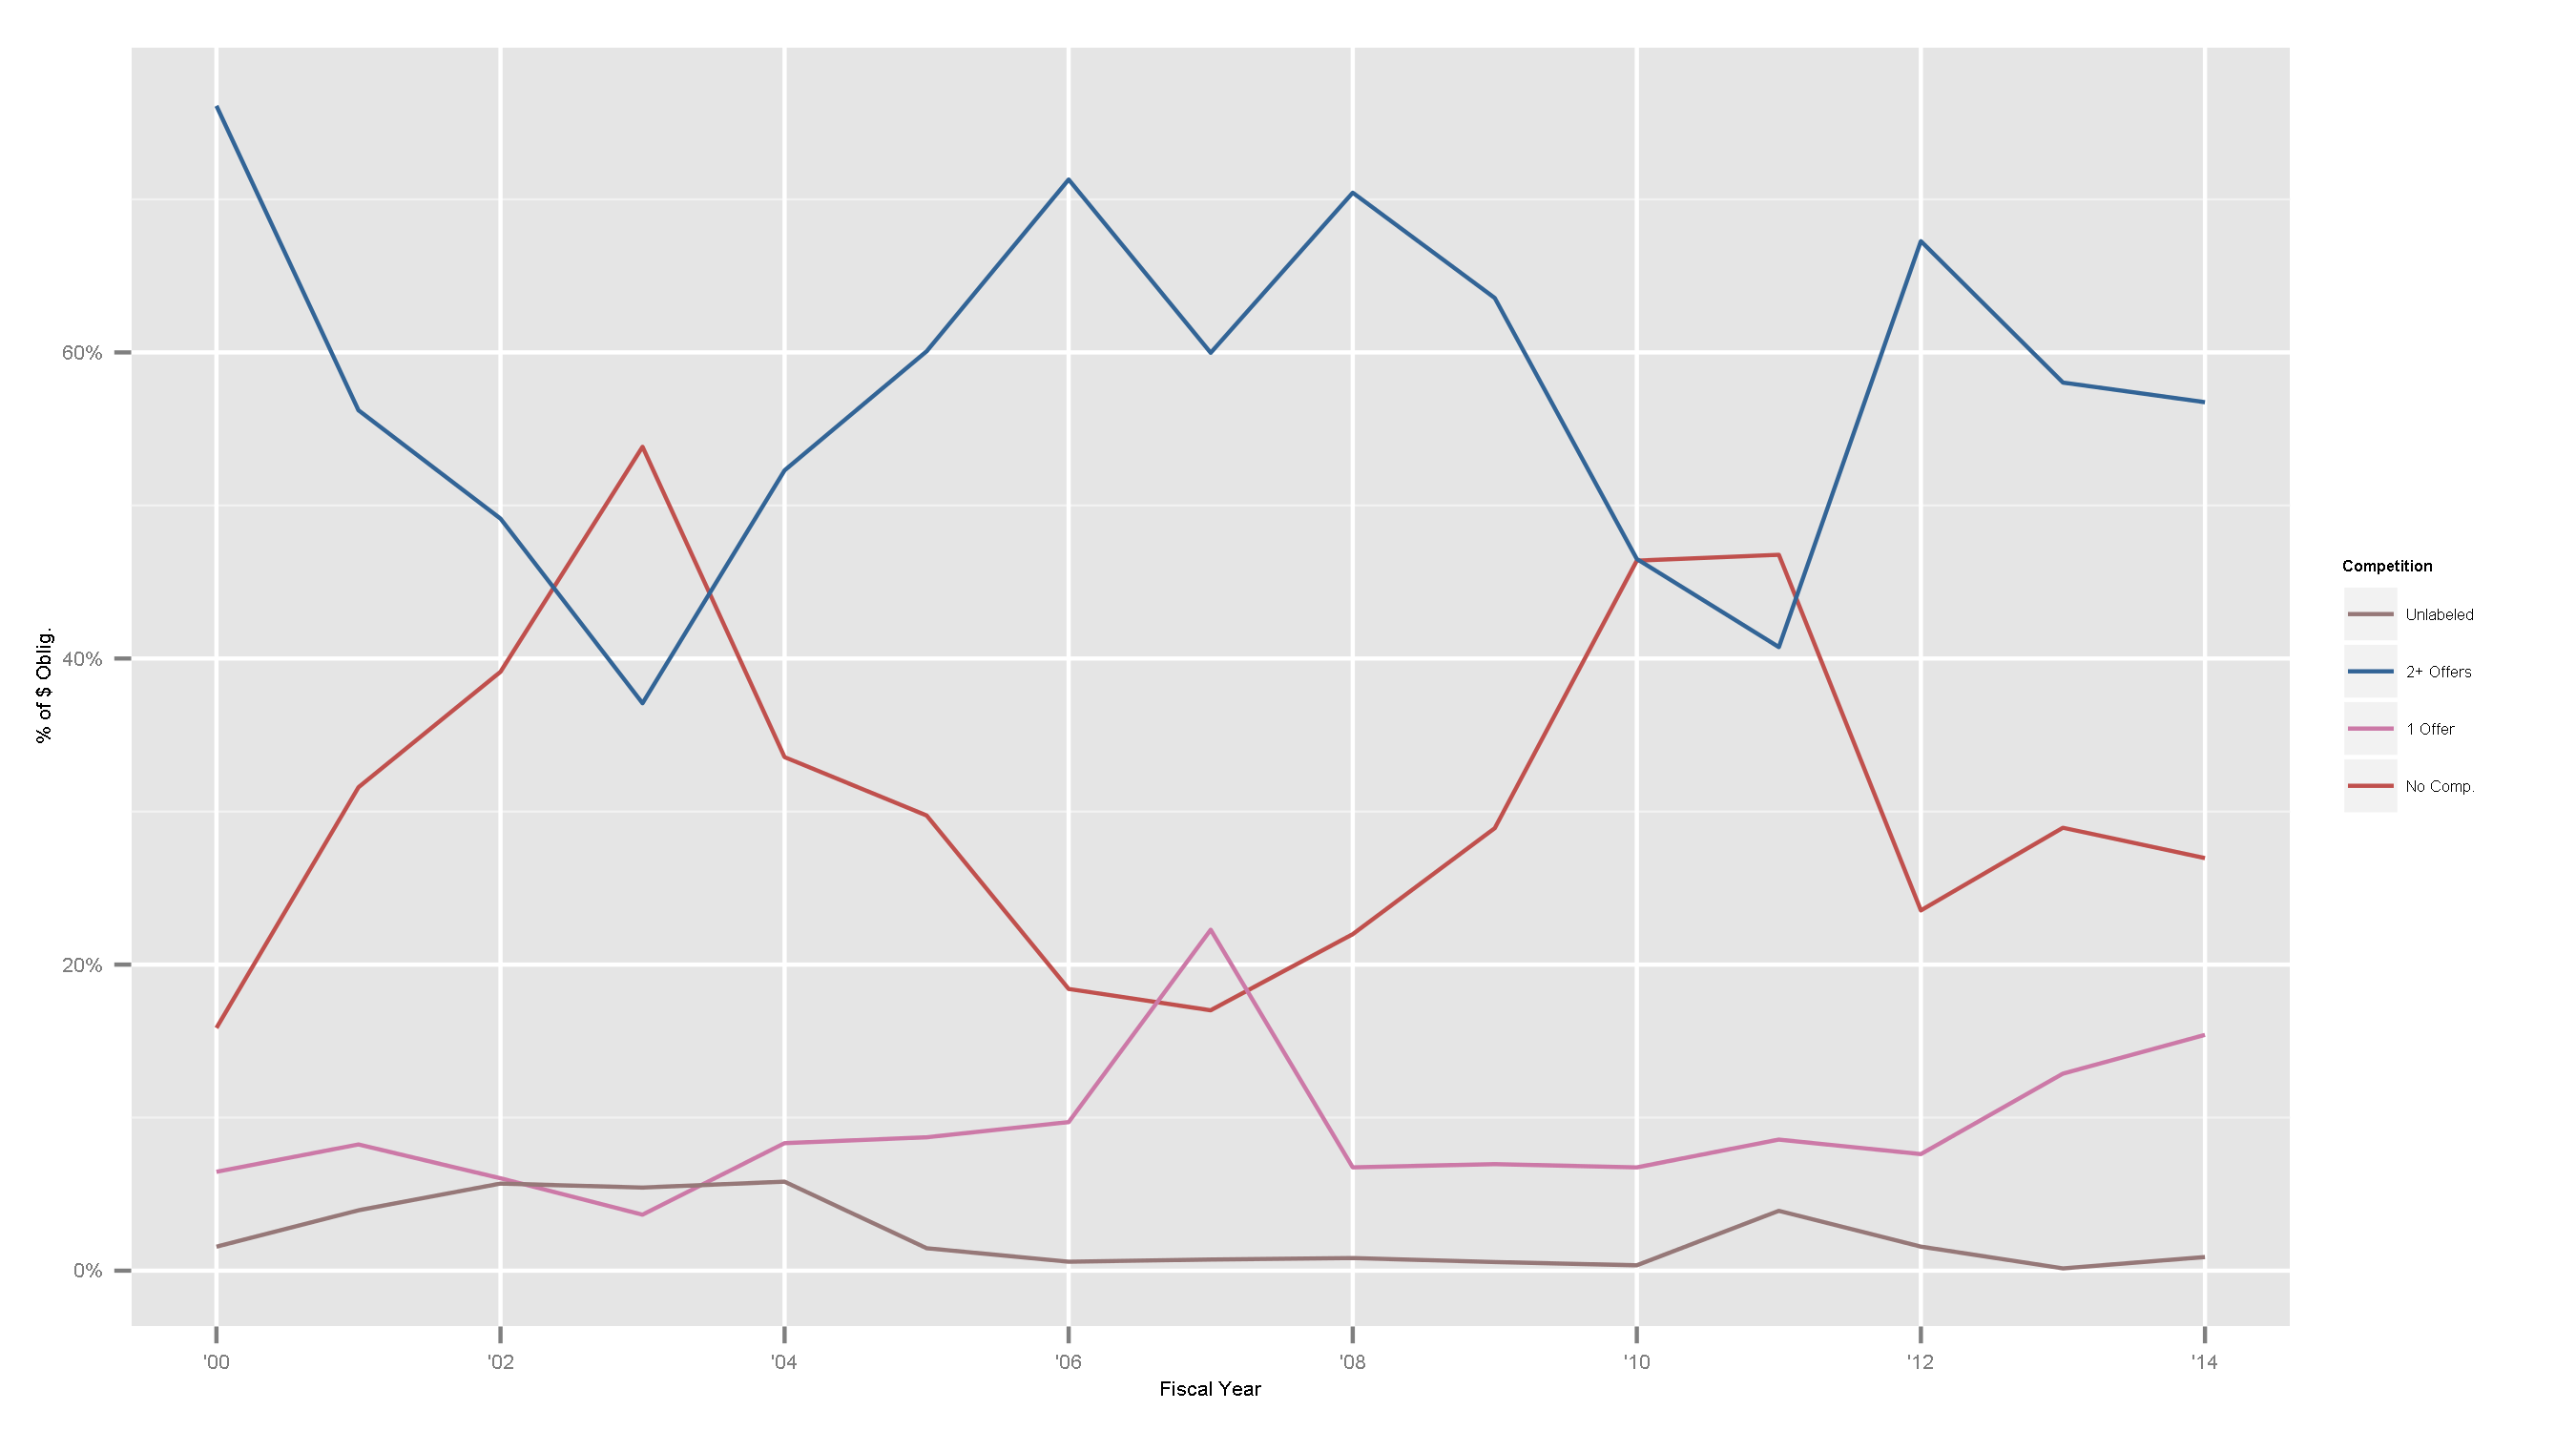 % of $ Oblig.
60%
40%
20%
0%
'00 '02 '04 '06 '08 '10 '12 '14
Fiscal Year
Competition
Unlabeled
2+ Offers
1 Offer
No Comp.